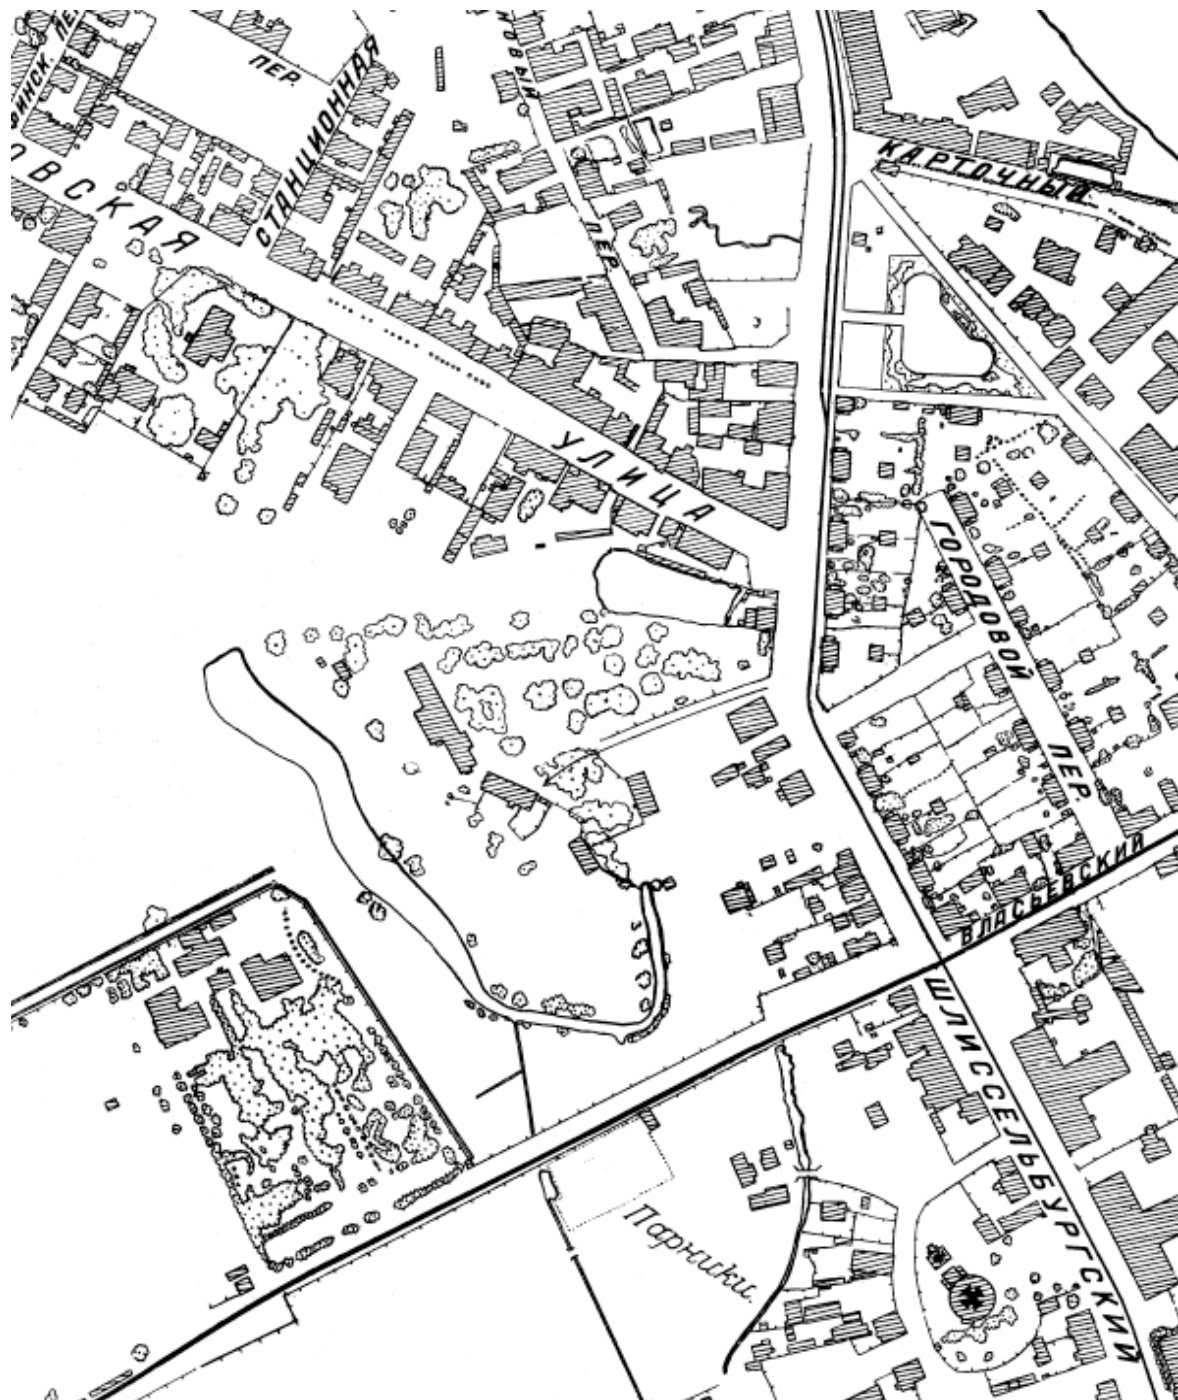 ПЕР.
СТАНЦИОННАЯ
КАРТОЧНЫЙ
ОВСКАЯ
ПЕР.
УЛИЦА
ГОРОДОВОЙ
ПЕР.
ВЛАСЬЕВСКИЙ
ШЛИССЕЛЬБУРГСКИЙ
Парники.